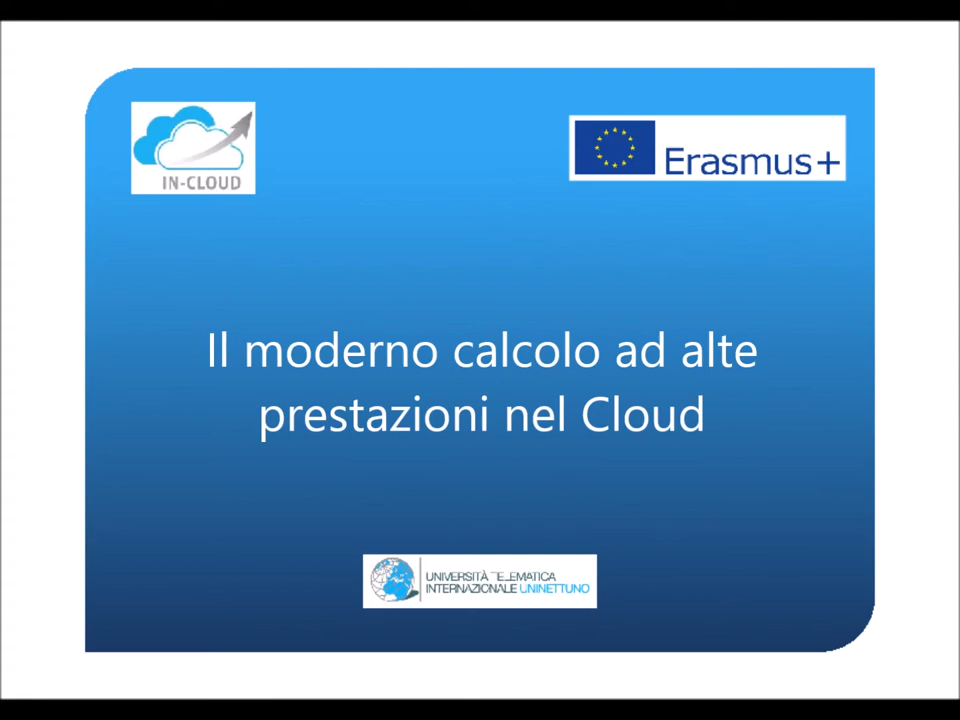 IN-CLOUD
Erasmus+
Il moderno calcolo ad alte
prestazioni nel Cloud
UNIVERSITÀ TELEMATICA
INTERNAZIONALE UNINETTUNO